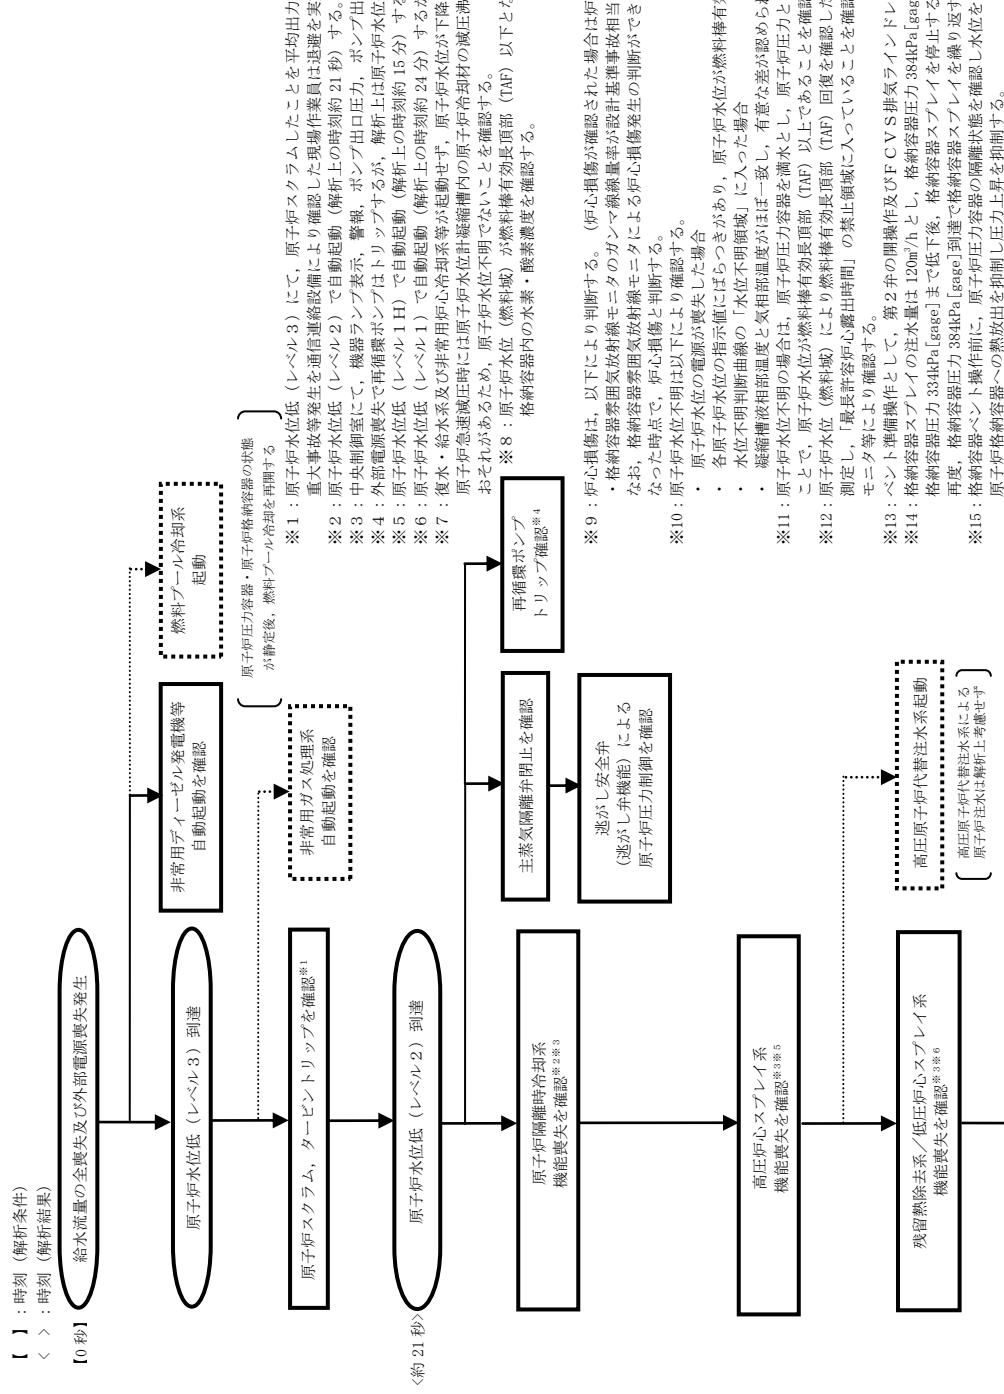 【　】：時刻（解析条件）
＜　＞：時刻（解析結果）
【0 秒】
給水流量の全喪失及び外部電源喪失発生
非常用ディーゼル発電機等
自動起動を確認
燃料プール冷却系
起動
原子炉圧力容器・原子炉格納容器の状態
が静定後，燃料プール冷却を再開する
原子炉水位低（レベル３）到達
非常用ガス処理系
自動起動を確認
原子炉スクラム，タービントリップを確認※1
＜約 21 秒＞
原子炉水位低（レベル２）到達
主蒸気隔離弁閉止を確認
再循環ポンプ
トリップ確認※4
逃がし安全弁
（逃がし弁機能）による
原子炉圧力制御を確認
原子炉隔離時冷却系
機能喪失を確認※2※3
高圧炉心スプレイ系
機能喪失を確認※3※5
高圧原子炉代替注水系起動
高圧原子炉代替注水系による
原子炉注水は解析上考慮せず
残留熱除去系／低圧炉心スプレイ系
機能喪失を確認※3※6
※1：原子炉水位低（レベル３）にて，原子炉スクラムしたことを平均出力
重大事故等発生を通信連絡設備により確認した現場作業員は退避を実
※2：原子炉水位低（レベル２）で自動起動（解析上の時刻約 21 秒）する。
※3：中央制御室にて，機器ランプ表示，警報，ポンプ出口圧力，ポンプ出
※4：外部電源喪失で再循環ポンプはトリップするが，解析上は原子炉水位
※5：原子炉水位低（レベル１Ｈ）で自動起動（解析上の時刻約 15 分）する
※6：原子炉水位低（レベル１）で自動起動（解析上の時刻約 24 分）するが
※7：復水・給水系及び非常用炉心冷却系等が起動せず，原子炉水位が下降
原子炉急速減圧時には原子炉水位計凝縮槽内の原子炉冷却材の減圧沸
おそれがあるため，原子炉水位不明でないことを確認する。
※8：原子炉水位（燃料域）が燃料棒有効長頂部（TAF）以下とな
格納容器内の水素・酸素濃度を確認する。
※9：炉心損傷は，以下により判断する。（炉心損傷が確認された場合は炉
・格納容器雰囲気放射線モニタのガンマ線線量率が設計基準事故相当
なお，格納容器雰囲気放射線モニタによる炉心損傷発生の判断ができ
なった時点で，炉心損傷と判断する。
※10：原子炉水位不明は以下により確認する。
・　原子炉水位の電源が喪失した場合
・　各原子炉水位の指示値にばらつきがあり，原子炉水位が燃料棒有効
・　水位不明判断曲線の「水位不明領域」に入った場合
・　凝縮槽液相部温度と気相部温度がほぼ一致し，有意な差が認められ
※11：原子炉水位不明の場合は，原子炉圧力容器を満水とし，原子炉圧力と
ことで，原子炉水位が燃料棒有効長頂部（TAF）以上であることを確認
※12：原子炉水位（燃料域）により燃料棒有効長頂部（TAF）回復を確認した
測定し，「最長許容炉心露出時間」の禁止領域に入っていることを確認
モニタ等により確認する。
※13：ベント準備操作として，第２弁の開操作及びＦＣＶＳ排気ラインドレ
※14：格納容器スプレイの注水量は 120m³/h とし，格納容器圧力 384kPa[gage
格納容器圧力 334kPa[gage]まで低下後，格納容器スプレイを停止する
再度，格納容器圧力 384kPa[gage]到達で格納容器スプレイを繰り返す
※15：格納容器ベント操作前に，原子炉圧力容器の隔離状態を確認し水位を
原子炉格納容器への熱放出を抑制し圧力上昇を抑制する。